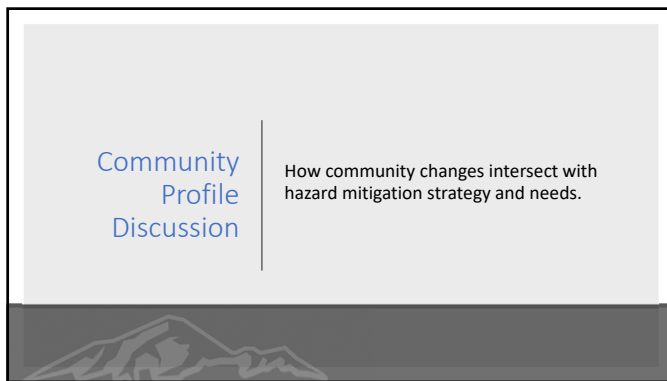 Community
Profile
Discussion
How community changes intersect with
hazard mitigation strategy and needs.